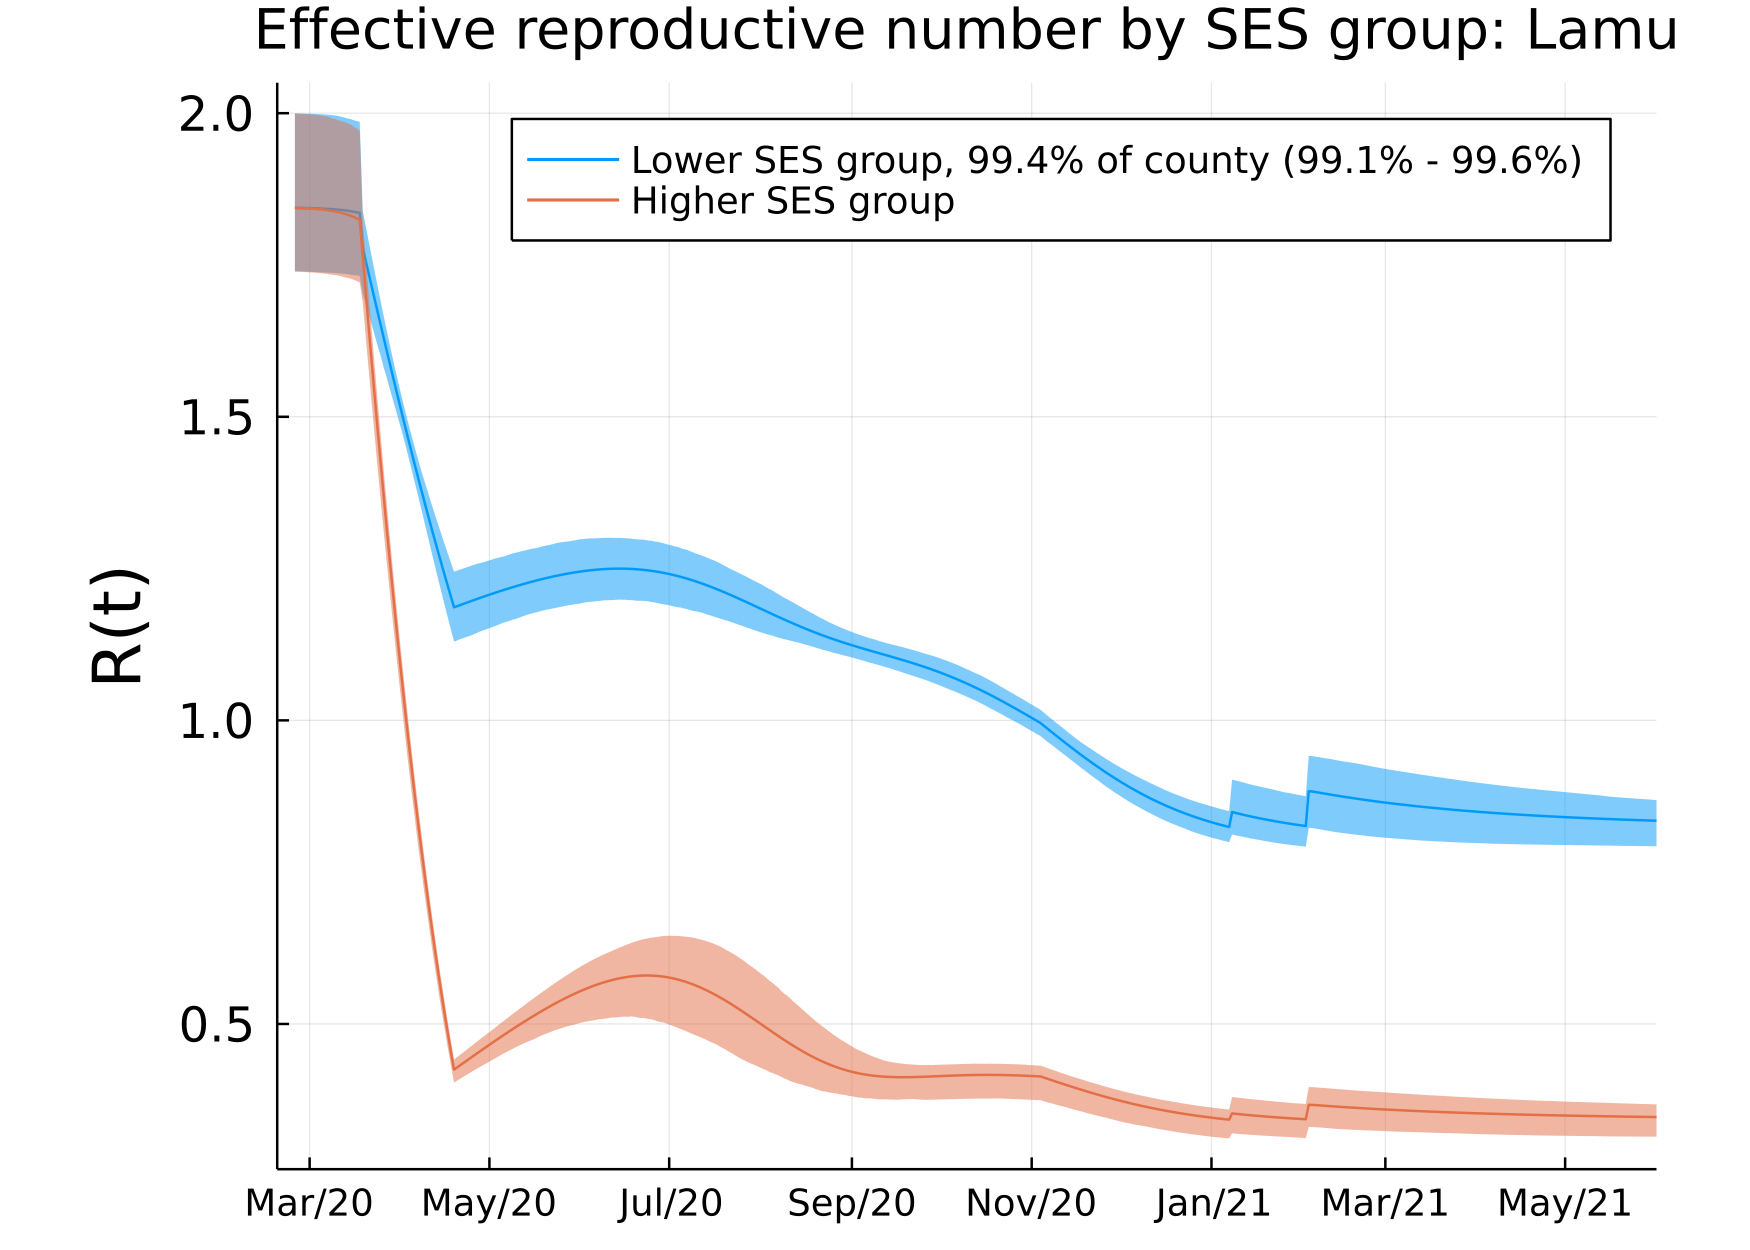 Effective reproductive number by SES group: Lamu
Lower SES group, 99.4% of county (99.1% - 99.6%)
Higher SES group
R(t)
2.0
1.5
1.0
0.5
Mar/20 May/20 Jul/20 Sep/20 Nov/20 Jan/21 Mar/21 May/21